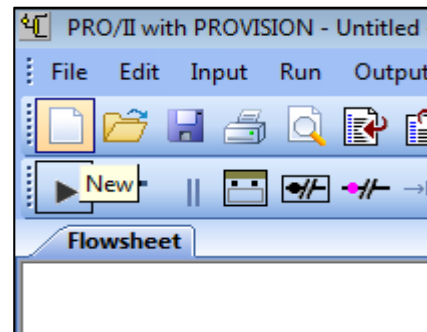 PRO/II with PROVISION - Untitled
File Edit Input Run Output
New
Flowsheet